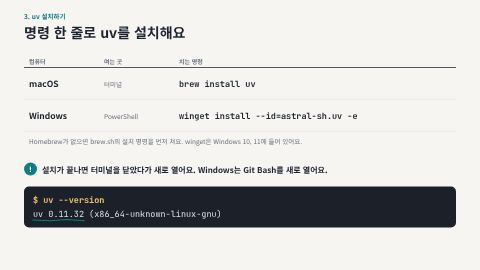 3. uv 설치하기
명령 한 줄로 uv를 설치해요
컴퓨터 여는 곳 치는 명령
macOS 터미널 brew install uv
Windows PowerShell winget install --id=astral-sh.uv -e
Homebrew가 없으면 brew.sh의 설치 명령을 먼저 쳐요. winget은 Windows 10, 11에 들어 있어요.
! 설치가 끝나면 터미널을 닫았다가 새로 열어요. Windows는 Git Bash를 새로 열어요.
$ uv --version
uv 0.11.32 (x86_64-unknown-linux-gnu)